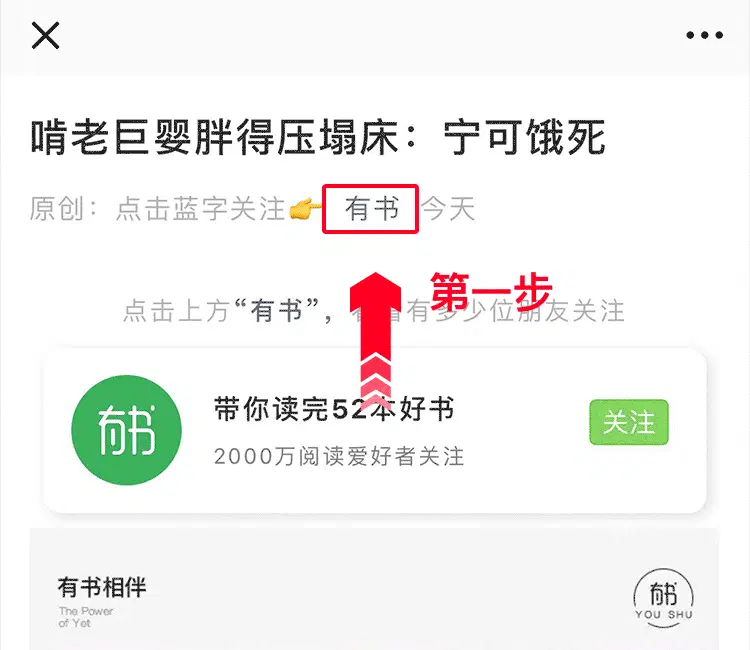 啃老巨婴胖得压塌床：宁可饿死
原创：点击蓝字关注👉 有书 今天
第一步
点击上方“有书”，看看有多少位朋友关注
有书
带你读完52本好书
2000万阅读爱好者关注
关注
有书相伴
The Power
of Yet
有书
YOU SHU